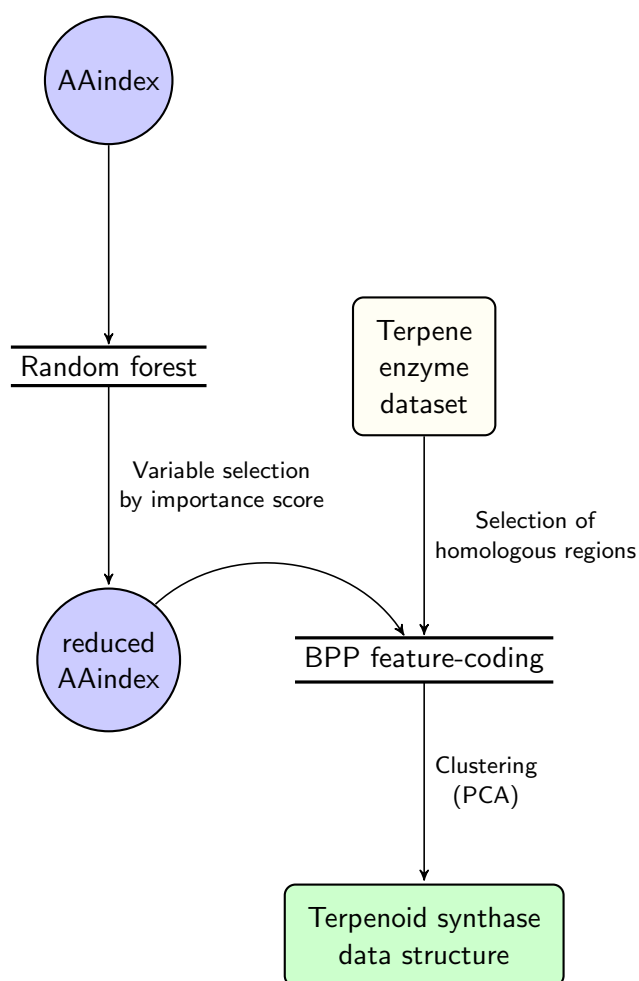 AAindex
Random forest
Terpene
enzyme
dataset
Variable selection
by importance score
Selection of
homologous regions
reduced
AAindex
BPP feature-coding
Clustering
(PCA)
Terpenoid synthase
data structure